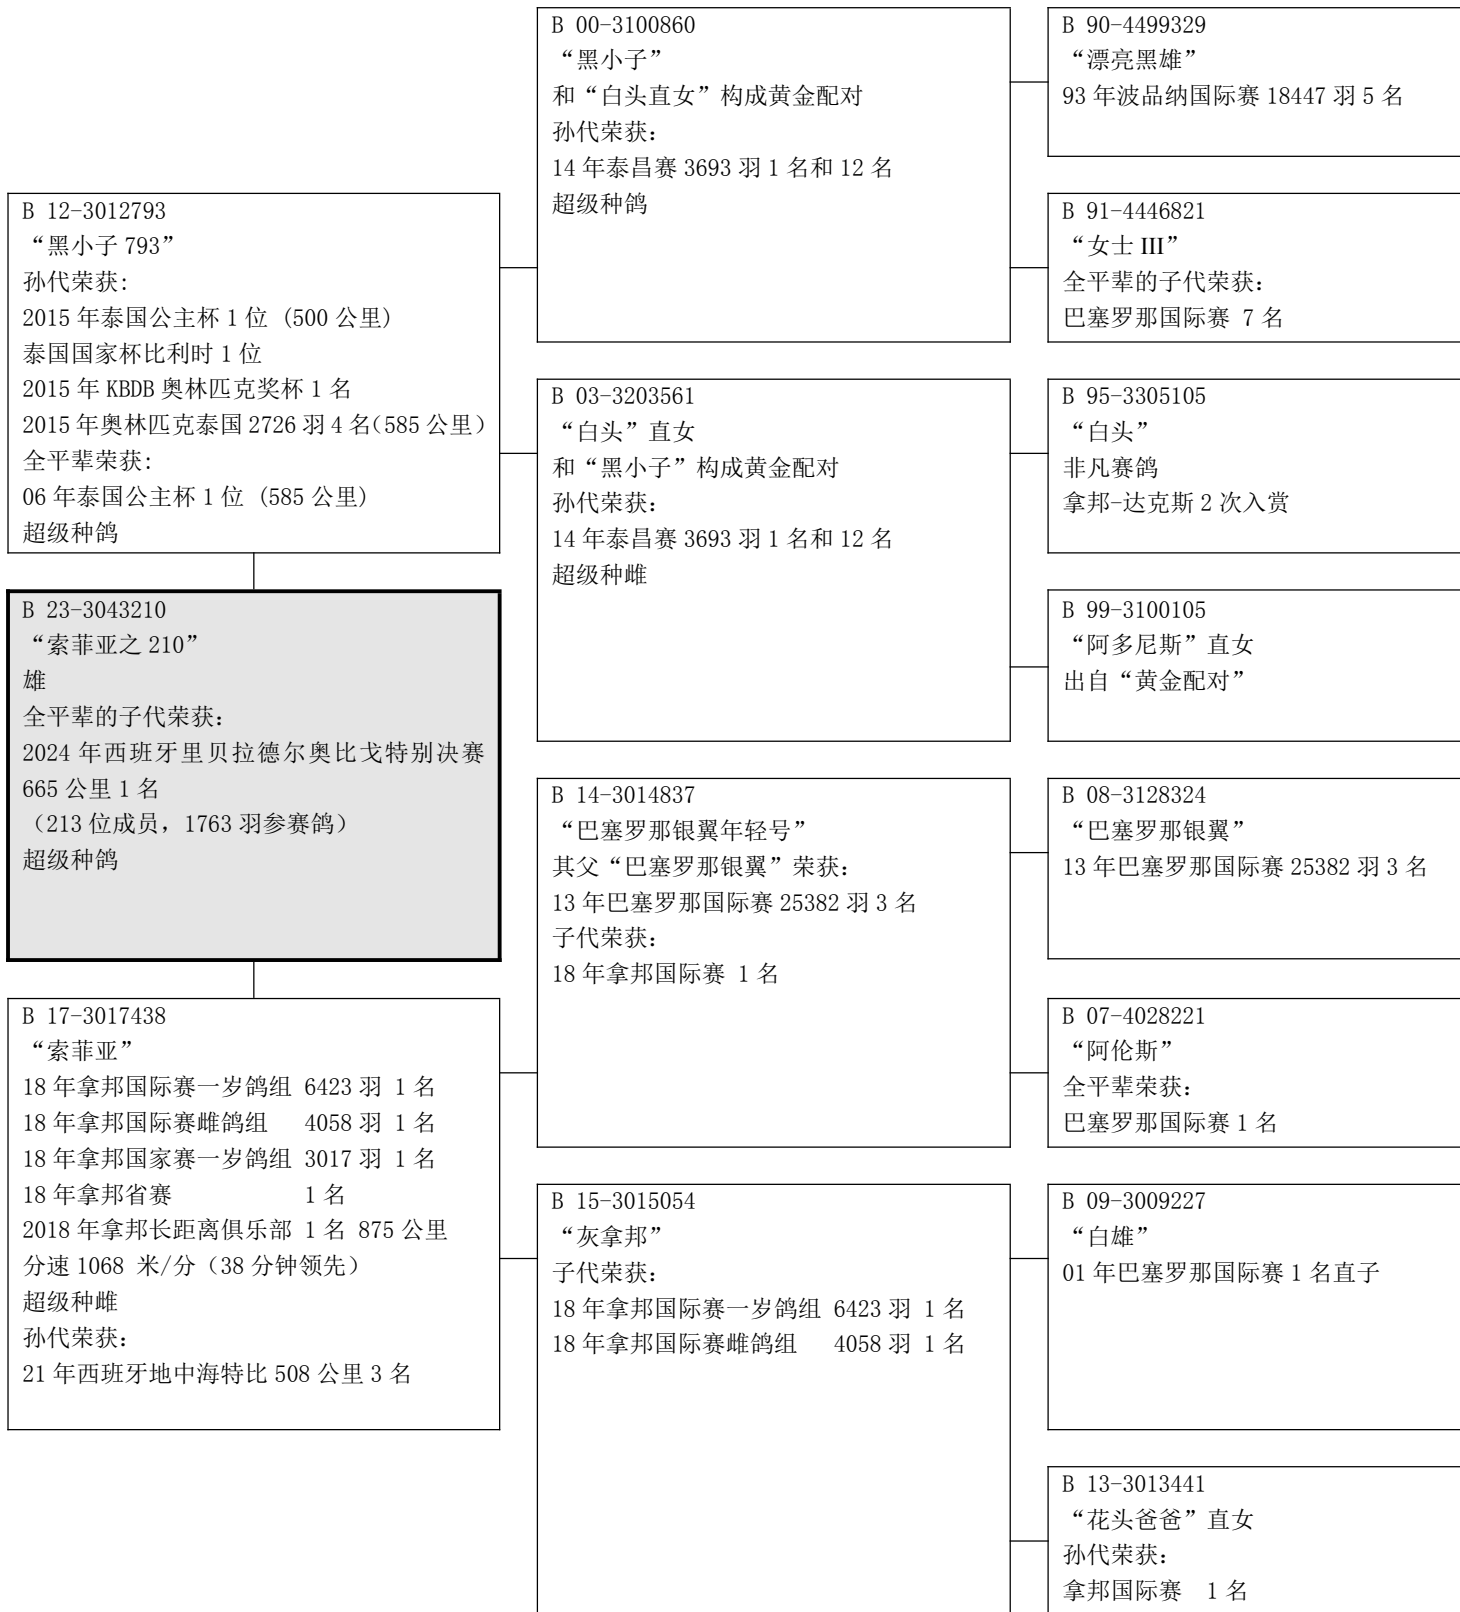 B 00-3100860
“黑小子”
和“白头直女”构成黄金配对
孙代荣获：
14 年泰昌赛 3693 羽 1 名和 12 名
超级种鸽
B 90-4499329
“漂亮黑雄”
93 年波品纳国际赛 18447 羽 5 名
B 91-4446821
“女士 III”
全平辈的子代荣获：
巴塞罗那国际赛 7 名
B 12-3012793
“黑小子 793”
孙代荣获:
2015 年泰国公主杯 1 位 (500 公里)
泰国国家杯比利时 1 位
2015 年 KBDB 奥林匹克奖杯 1 名
2015 年奥林匹克泰国 2726 羽 4 名(585 公里)
全平辈荣获:
06 年泰国公主杯 1 位 (585 公里)
超级种鸽
B 03-3203561
“白头”直女
和“黑小子”构成黄金配对
孙代荣获：
14 年泰昌赛 3693 羽 1 名和 12 名
超级种雌
B 95-3305105
“白头”
非凡赛鸽
拿邦-达克斯 2 次入赏
B 99-3100105
“阿多尼斯”直女
出自“黄金配对”
B 23-3043210
“索菲亚之 210”
雄
全平辈的子代荣获：
2024 年西班牙里贝拉德尔奥比戈特别决赛
665 公里 1 名
（213 位成员，1763 羽参赛鸽）
超级种鸽
B 14-3014837
“巴塞罗那银翼年轻号”
其父“巴塞罗那银翼”荣获：
13 年巴塞罗那国际赛 25382 羽 3 名
子代荣获：
18 年拿邦国际赛 1 名
B 08-3128324
“巴塞罗那银翼”
13 年巴塞罗那国际赛 25382 羽 3 名
B 07-4028221
“阿伦斯”
全平辈荣获：
巴塞罗那国际赛 1 名
B 17-3017438
“索菲亚”
18 年拿邦国际赛一岁鸽组 6423 羽 1 名
18 年拿邦国际赛雌鸽组 4058 羽 1 名
18 年拿邦国家赛一岁鸽组 3017 羽 1 名
18 年拿邦省赛 1 名
2018 年拿邦长距离俱乐部 1 名 875 公里
分速 1068 米/分（38 分钟领先）
超级种雌
孙代荣获：
21 年西班牙地中海特比 508 公里 3 名
B 15-3015054
“灰拿邦”
子代荣获：
18 年拿邦国际赛一岁鸽组 6423 羽 1 名
18 年拿邦国际赛雌鸽组 4058 羽 1 名
B 09-3009227
“白雄”
01 年巴塞罗那国际赛 1 名直子
B 13-3013441
“花头爸爸”直女
孙代荣获：
拿邦国际赛 1 名